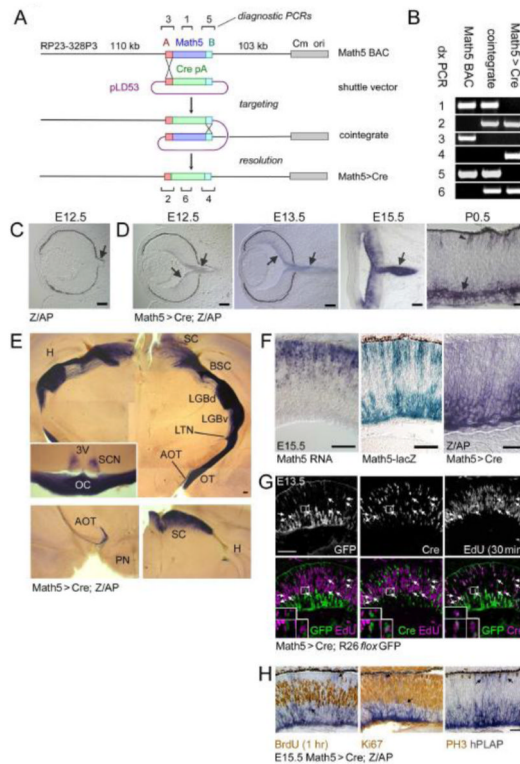 A
3 1 5 diagnostic PCRs
RP23-328P3 110 kb A Math5 B 103 kb Cm ori
Math5 BAC
Cre pA
pLD53
shuttle vector
targeting
cointegrate
resolution
Math5>Cre
2 6 4
B
dx PCR
Math5 BAC
cointegrate
Math5 > Cre
1
2
3
4
5
6
C E12.5
Z/AP
D E12.5 E13.5 E15.5 P0.5
Math5 > Cre; Z/AP
E
H SC
BSC
LGBd
LGBv
LTN
AOT OT
3V
SCN
OC
AOT
PN
SC
H
Math5 > Cre; Z/AP
F
E15.5 Z/AP
Math5 RNA Math5-lacZ Math5 > Cre
G E13.5
GFP Cre EdU (30 min
GFP EdU Cre EdU GFP Cre
Math5 > Cre; R26 flox GFP
H
BrdU (1 hr) Ki67 PH3 hPLAP
E15.5 Math5 > Cre; Z/AP